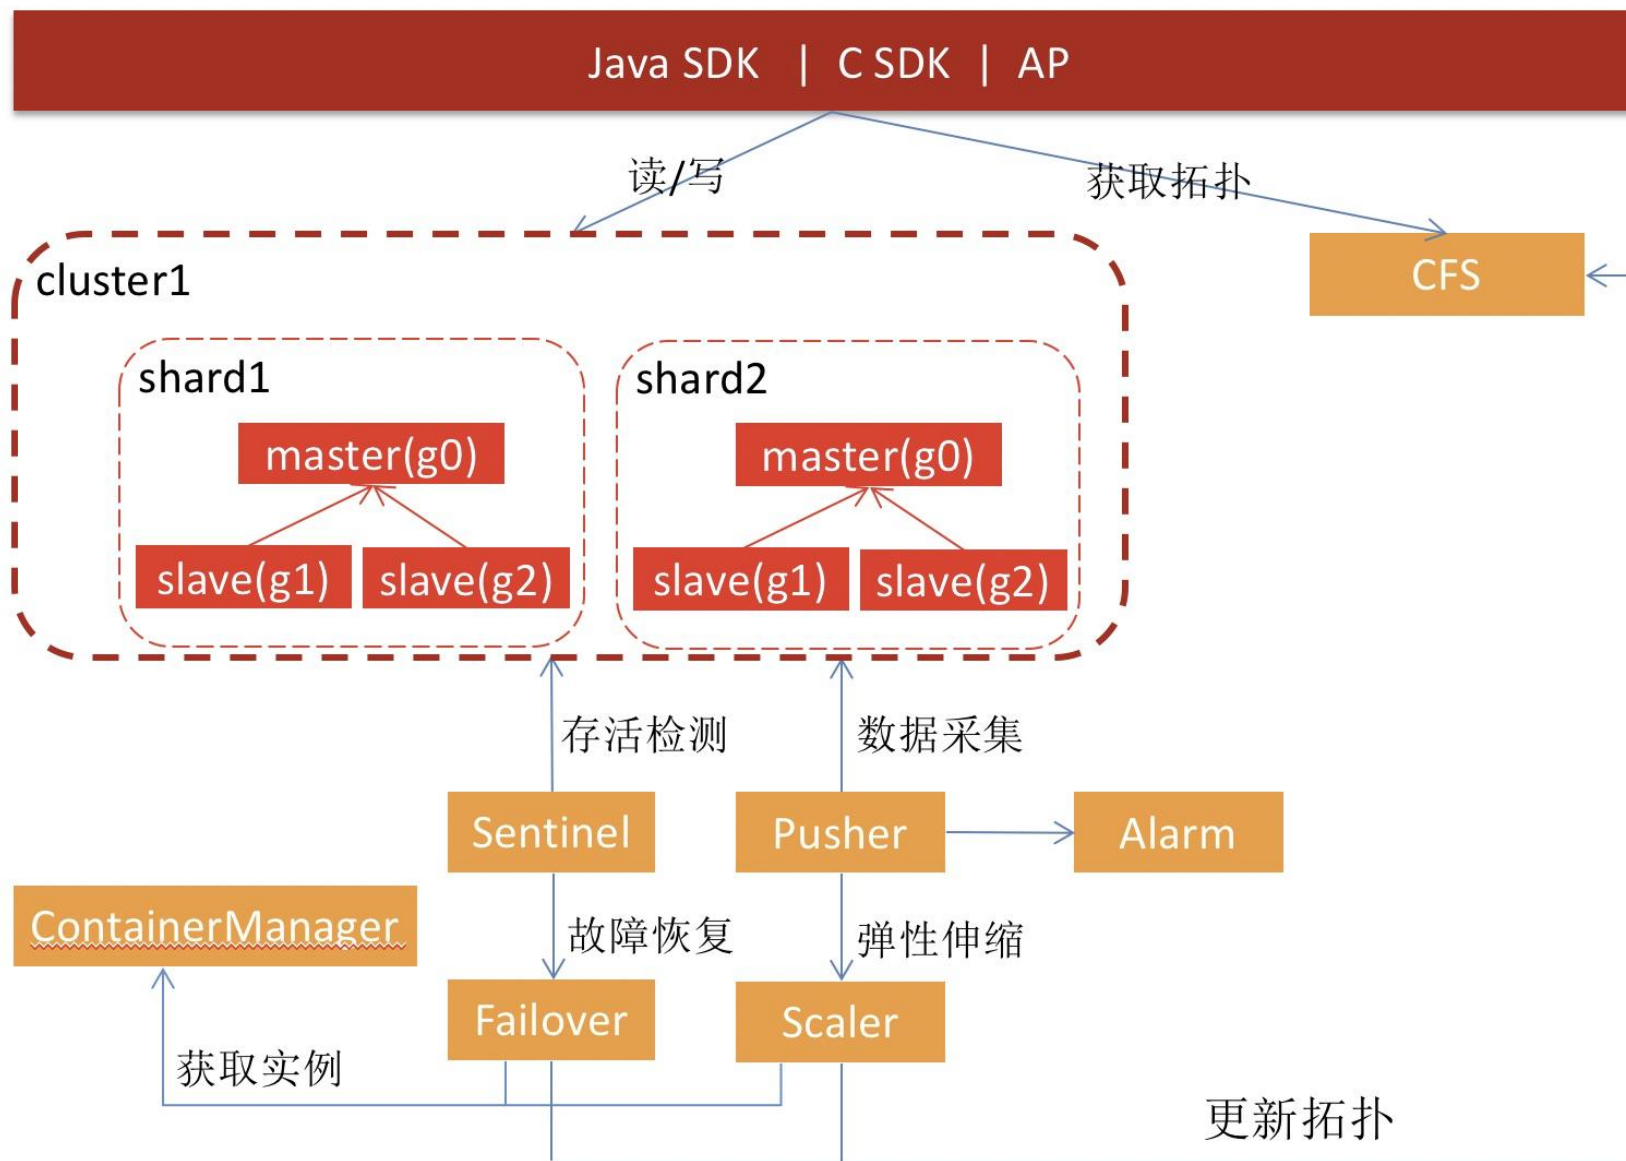 Java SDK | C SDK | AP
读/写
获取拓扑
CFS
cluster1
shard1
shard2
master(g0)
master(g0)
slave(g1)
slave(g2)
slave(g1)
slave(g2)
存活检测
数据采集
Sentinel
Pusher
Alarm
ContainerManager
故障恢复
弹性伸缩
Failover
Scaler
获取实例
更新拓扑